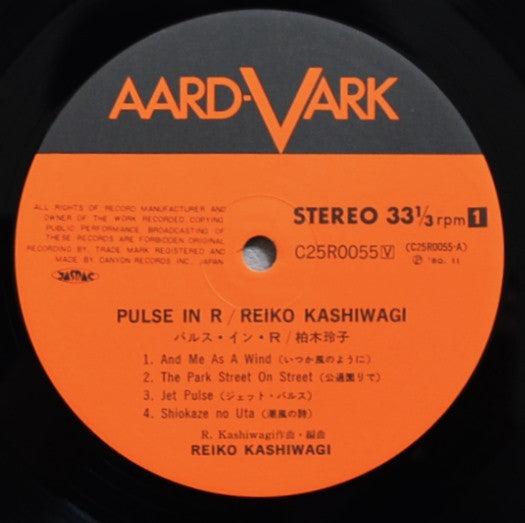 AARD-VARK
ALL RIGHTS OF RECORD MANUFACTURER AND
OWNER OF THE WORK RECORDED COPYING
PUBLIC PERFORMANCE BROADCASTING OF
THESE RECORDS ARE FORBIDDEN ORIGINAL
RECORDING BY. TRADE MARK REGISTERED AND
MADE BY CANYON RECORDS INC. JAPAN
JASRAC
STEREO 33⅓rpm 1
C25R0055 V (C25R0055-A)
Ⓟ '80. 11
PULSE IN R / REIKO KASHIWAGI
パルス・イン・R / 柏木玲子
1. And Me As A Wind (いつか風のように)
2. The Park Street On Street (公園通りで)
3. Jet Pulse (ジェット・パルス)
4. Shiokaze no Uta (潮風の詩)
R. Kashiwagi作曲・編曲
REIKO KASHIWAGI